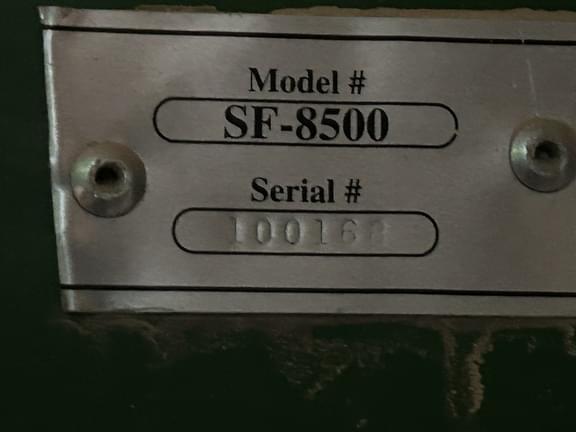 Model #
SF-8500
Serial #